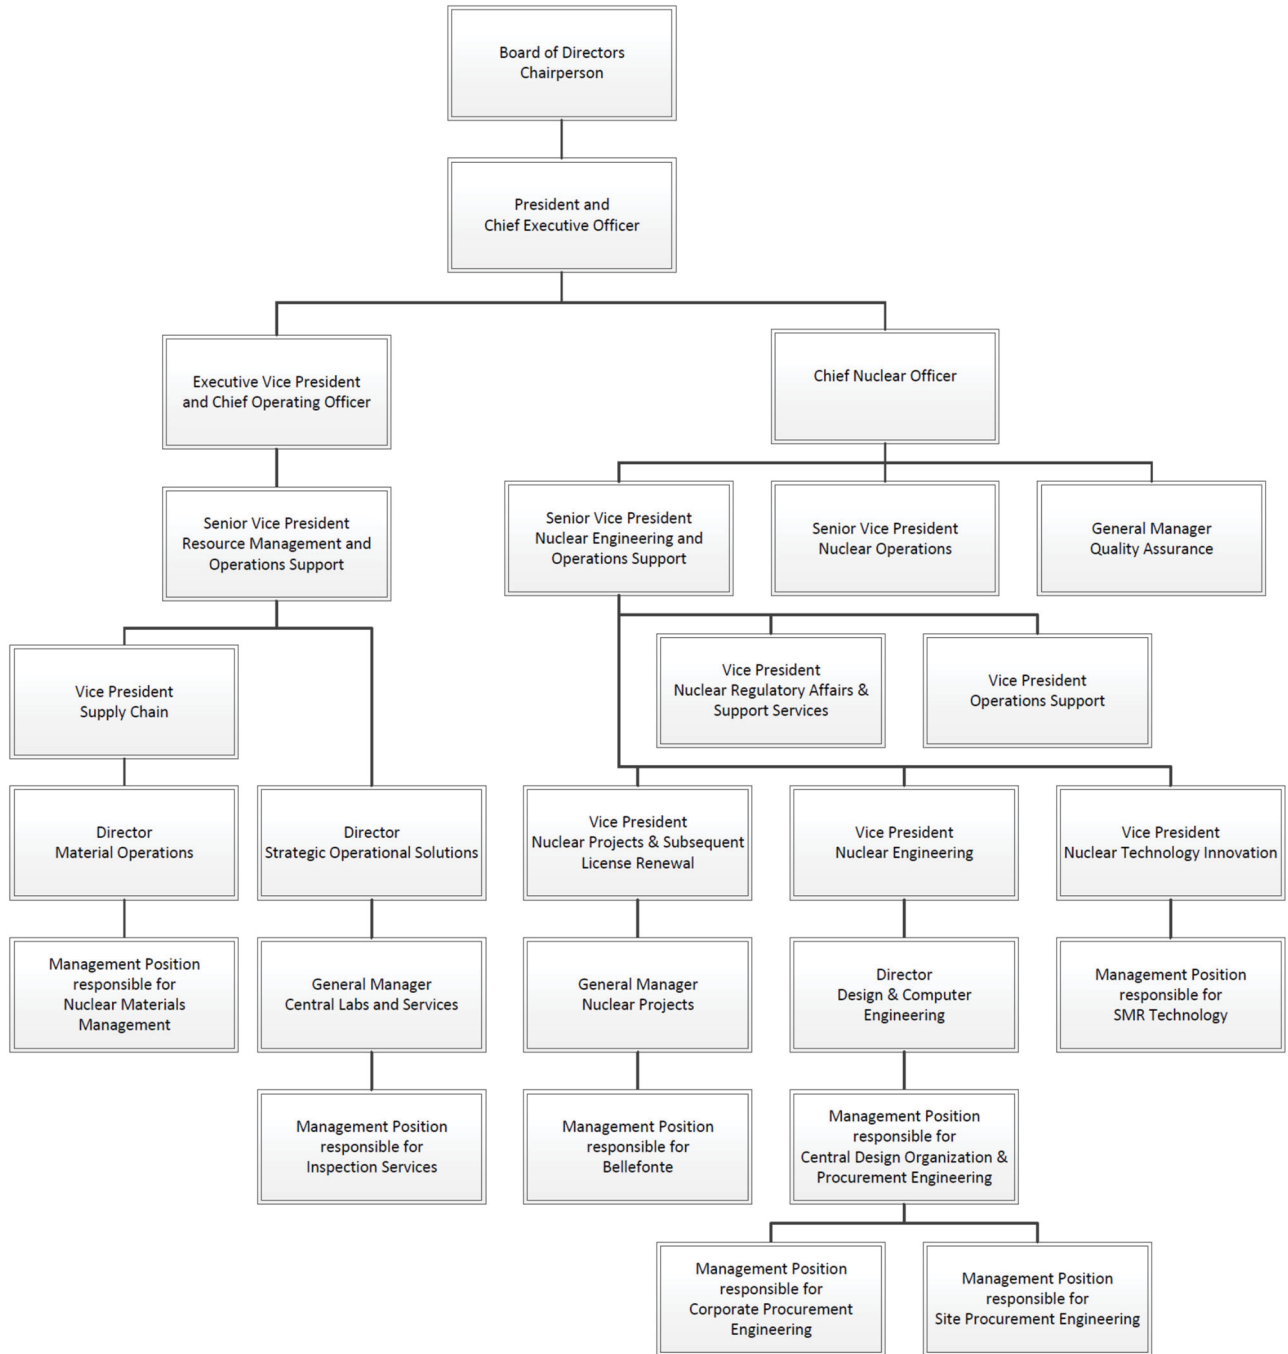 Board of Directors
Chairperson
President and
Chief Executive Officer
Executive Vice President
and Chief Operating Officer
Chief Nuclear Officer
Senior Vice President
Resource Management and
Operations Support
Senior Vice President
Nuclear Engineering and
Operations Support
Senior Vice President
Nuclear Operations
General Manager
Quality Assurance
Vice President
Supply Chain
Vice President
Nuclear Regulatory Affairs &
Support Services
Vice President
Operations Support
Director
Material Operations
Director
Strategic Operational Solutions
Vice President
Nuclear Projects & Subsequent
License Renewal
Vice President
Nuclear Engineering
Vice President
Nuclear Technology Innovation
Management Position
responsible for
Nuclear Materials
Management
General Manager
Central Labs and Services
General Manager
Nuclear Projects
Director
Design & Computer
Engineering
Management Position
responsible for
SMR Technology
Management Position
responsible for
Inspection Services
Management Position
responsible for
Bellefonte
Management Position
responsible for
Central Design Organization &
Procurement Engineering
Management Position
responsible for
Corporate Procurement
Engineering
Management Position
responsible for
Site Procurement Engineering